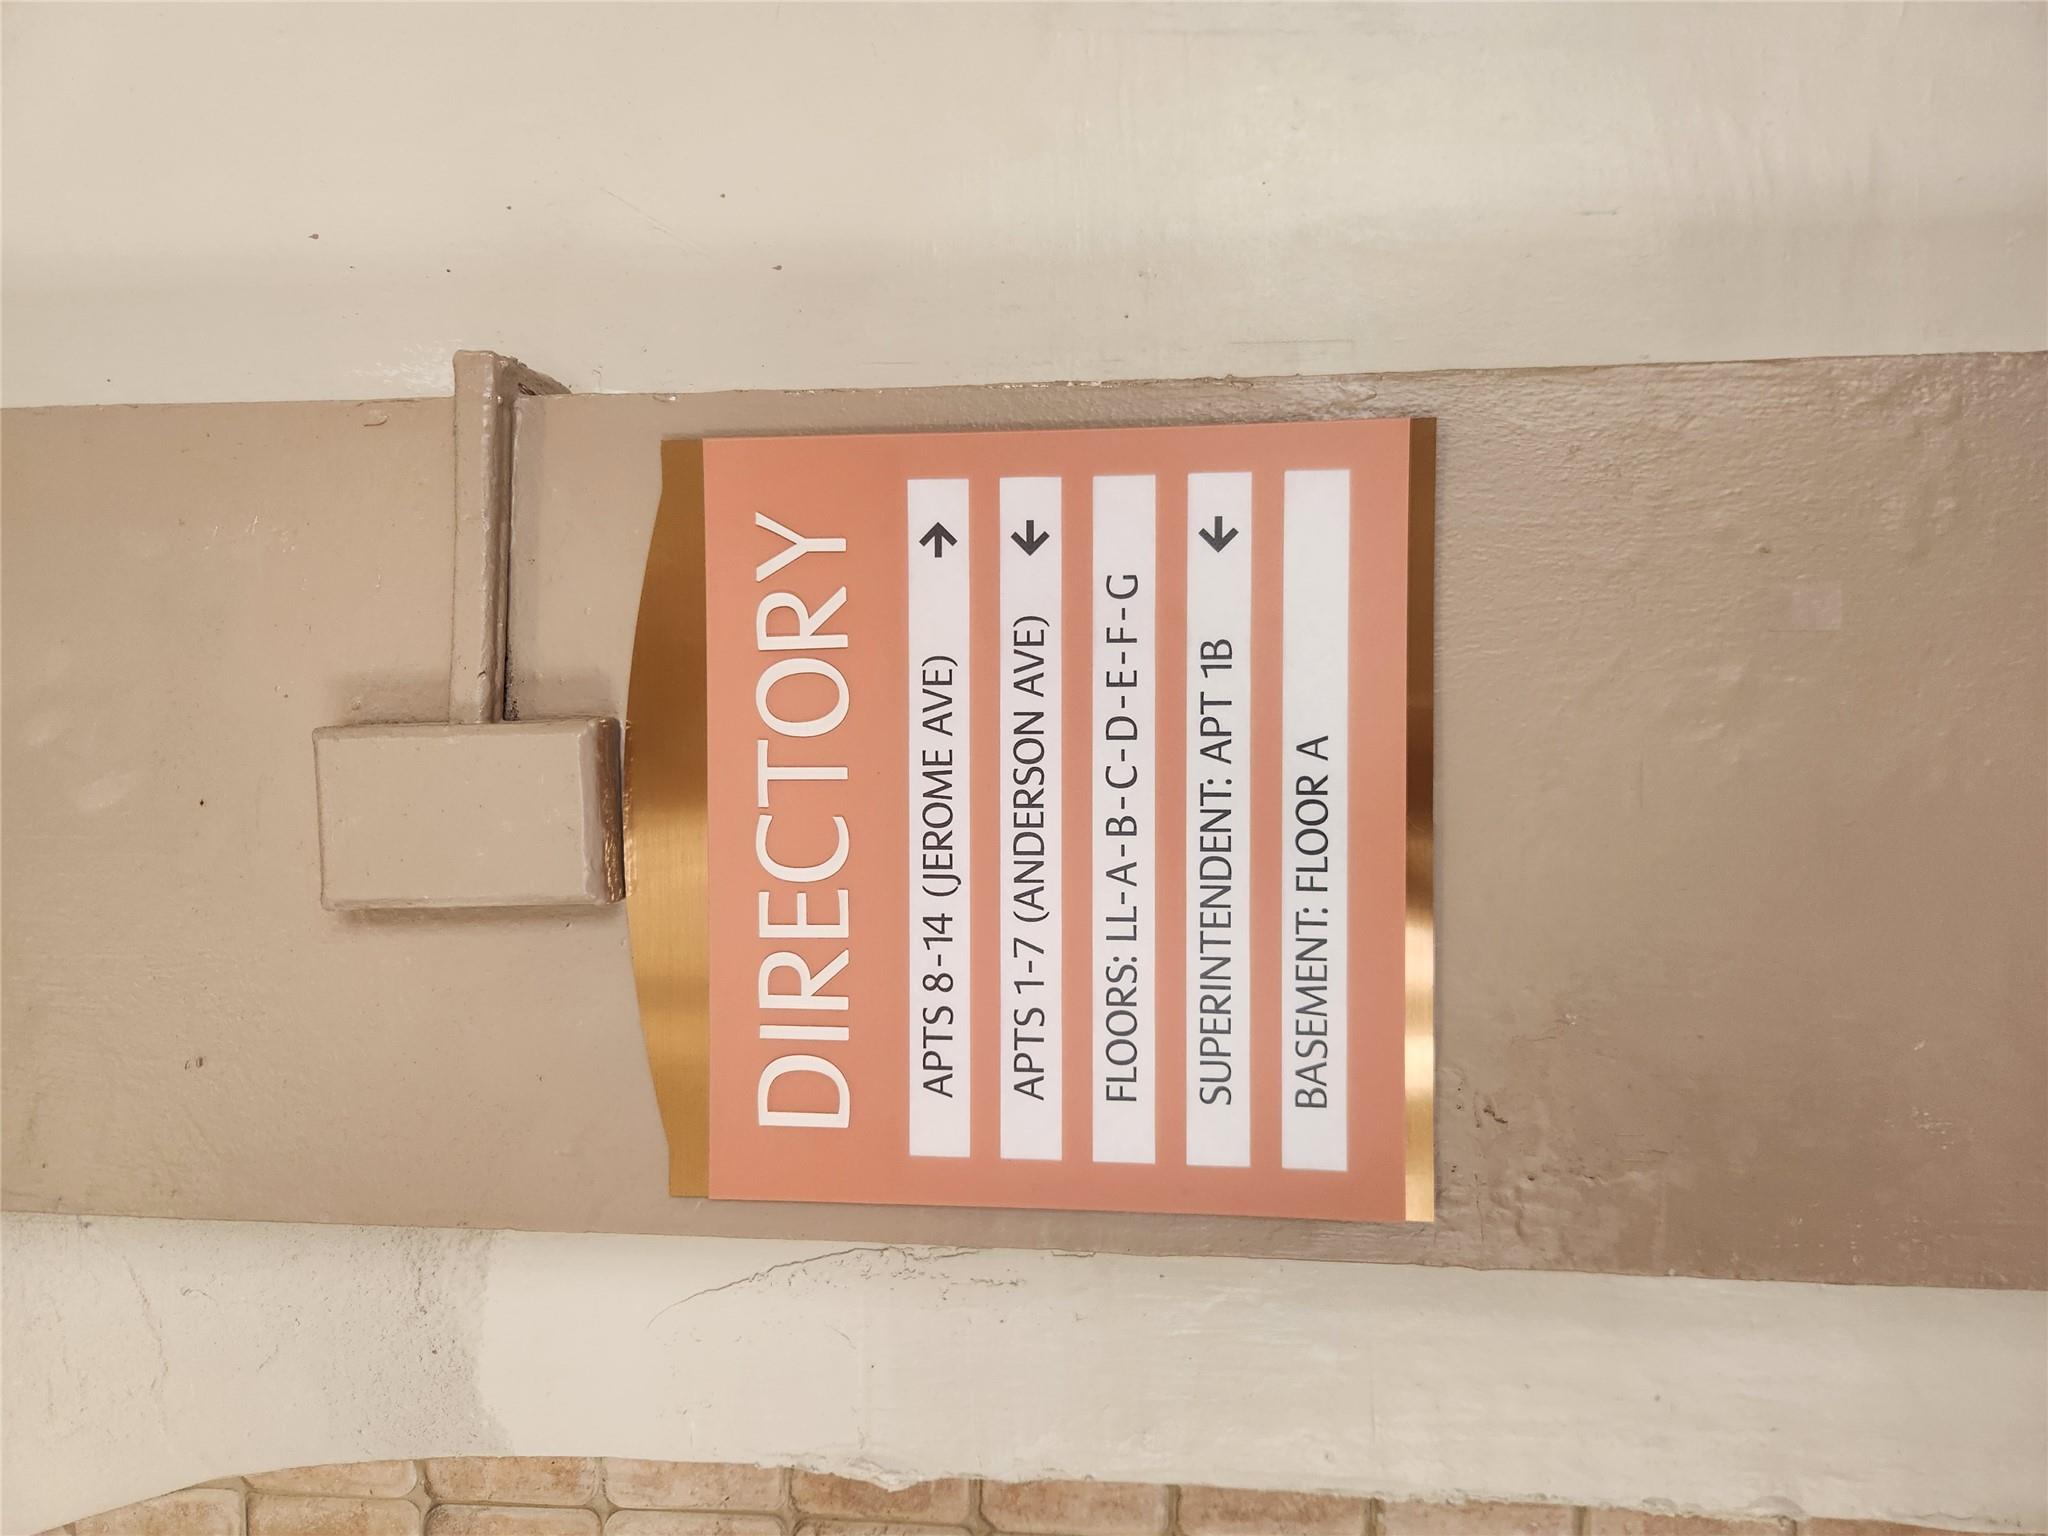 DIRECTORY
APTS 8-14 (JEROME AVE) ↓
APTS 1-7 (ANDERSON AVE) ↑
FLOORS: LL-A-B-C-D-E-F-G
SUPERINTENDENT: APT 1B ↑
BASEMENT: FLOOR A